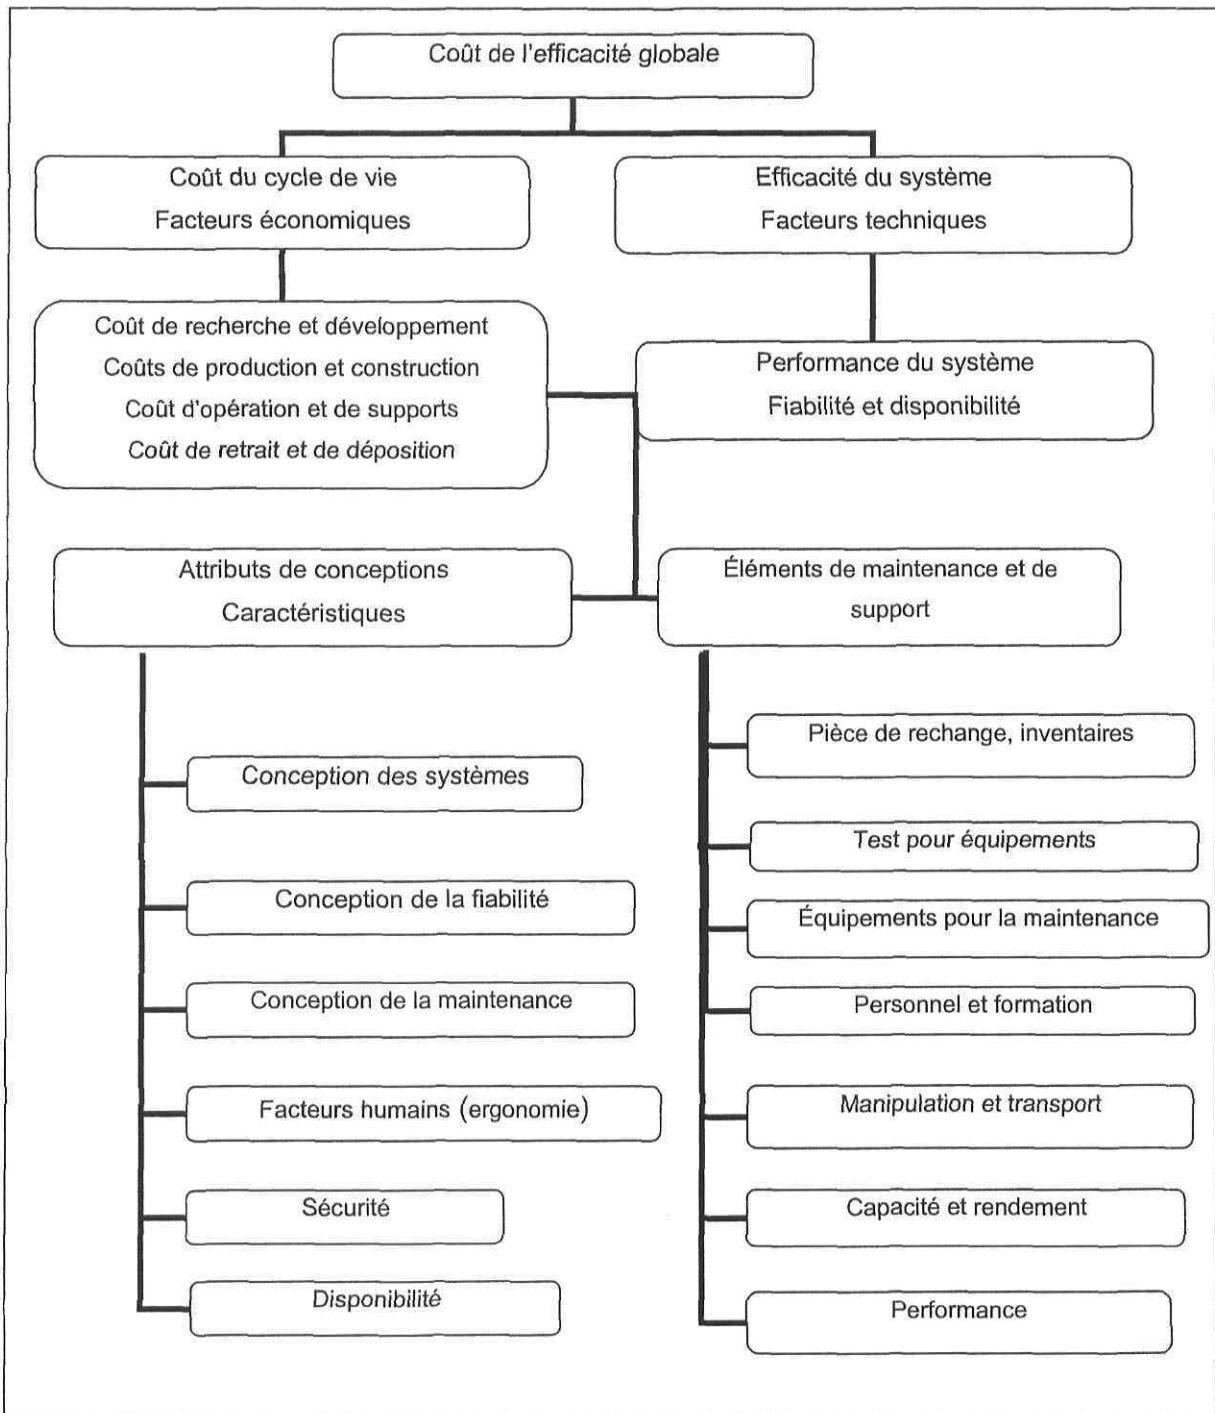 Coût de l'efficacité globale
Coût du cycle de vie
Facteurs économiques
Efficacité du système
Facteurs techniques
Coût de recherche et développement
Coûts de production et construction
Coût d'opération et de supports
Coût de retrait et de déposition
Performance du système
Fiabilité et disponibilité
Attributs de conceptions
Caractéristiques
Éléments de maintenance et de
support
Conception des systèmes
Conception de la fiabilité
Conception de la maintenance
Facteurs humains (ergonomie)
Sécurité
Disponibilité
Pièce de rechange, inventaires
Test pour équipements
Équipements pour la maintenance
Personnel et formation
Manipulation et transport
Capacité et rendement
Performance